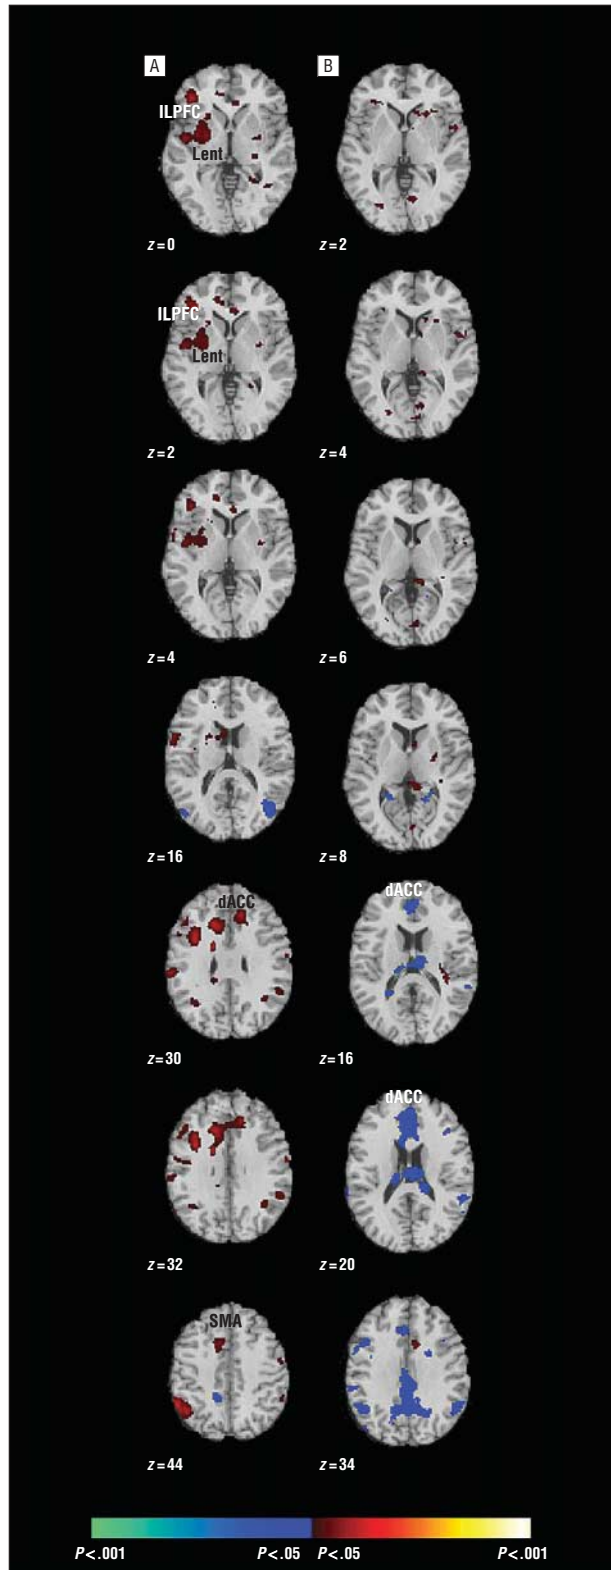 A B
ILPFC
Lent
z=0 z=2
ILPFC
Lent
z=2 z=4
z=4 z=6
z=16 z=8
dACC dACC
z=30 z=16
dACC
z=32 z=20
SMA
z=44 z=34
P<.001 P<.05 P<.05 P<.001